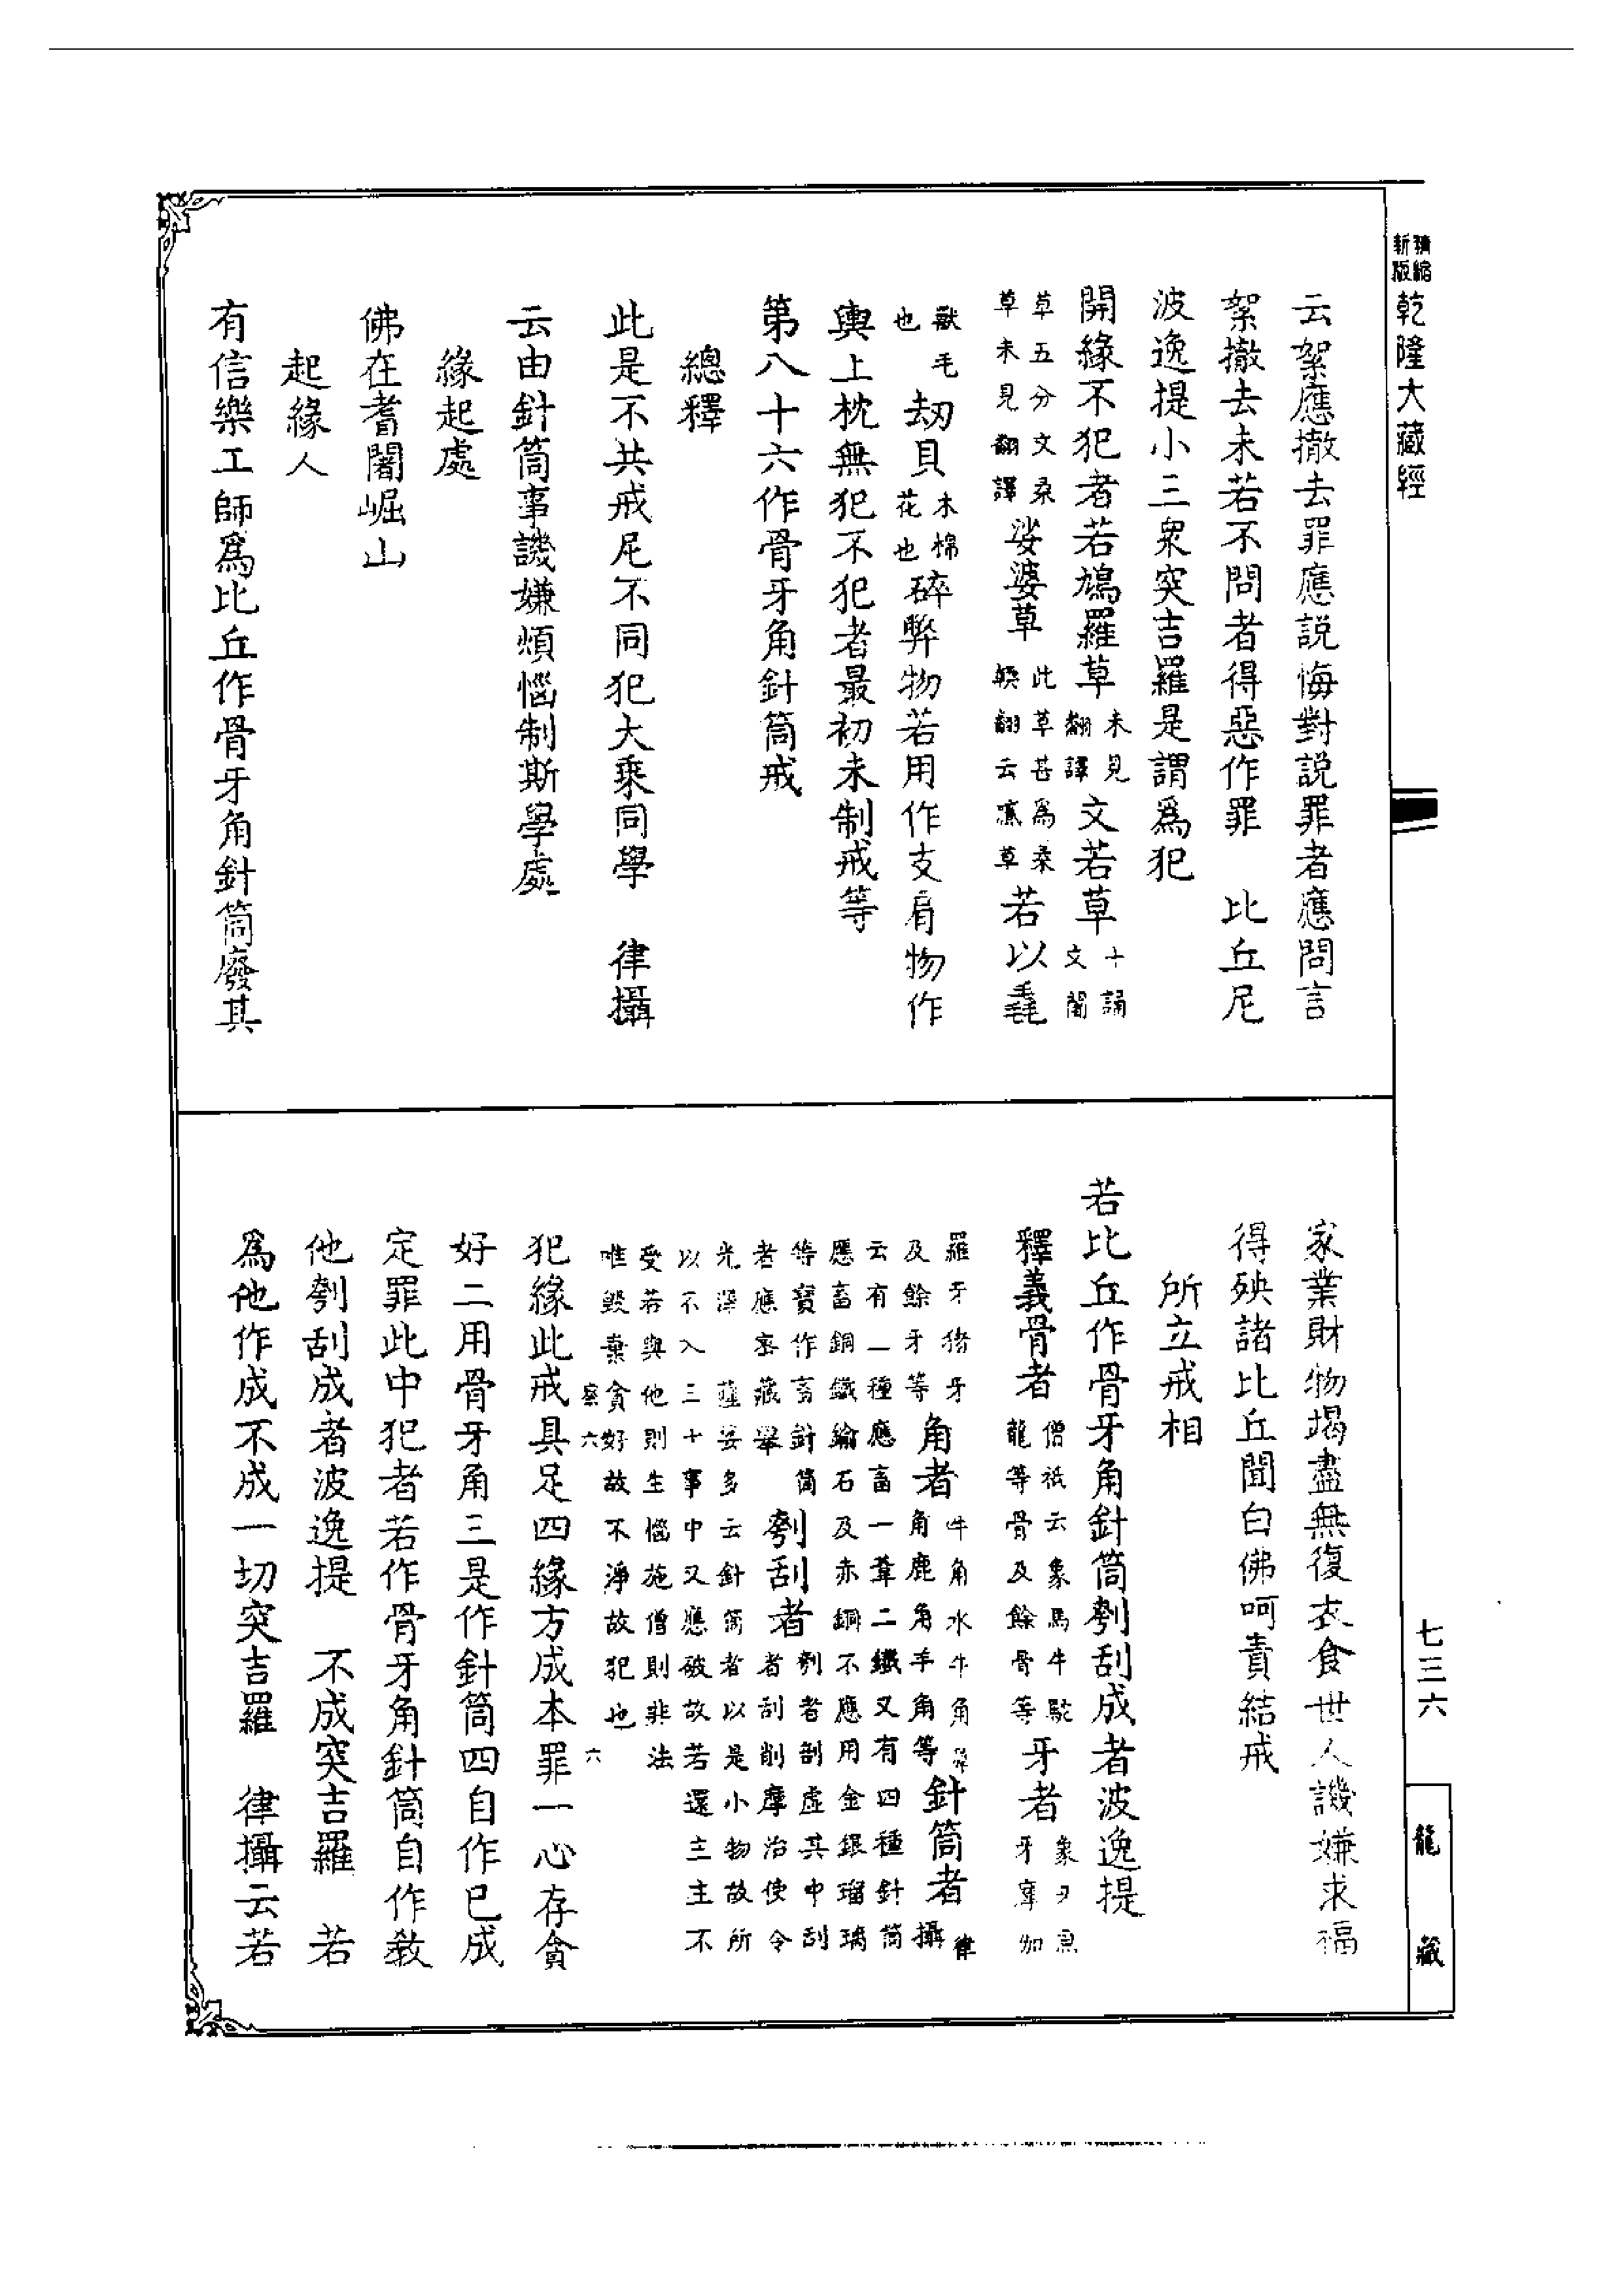 精縮新版乾隆大藏經
云絮應撤去罪應説悔對説罪者應問言
絮撤去未若不問者得惡作罪　比丘尼
波逸提小三衆突吉羅是謂爲犯
開緣不犯者若鳩羅草未見翻譯文若草十誦文闍
草五分文柔草未見翻譯娑婆草此草甚爲柔輭翻云草若以毳
獸毛也劫貝木棉花也碎弊物若用作支肩物作
輿上枕無犯不犯者最初未制戒等
第八十六作骨牙角針筒戒
總釋
此是不共戒尼不同犯大乘同學　律攝
云由針筒事譏嫌煩惱制斯學處
緣起處
佛在耆闍崛山
起緣人
有信樂工師爲比丘作骨牙角針筒廢其
家業財物竭盡無復衣食世人譏嫌求福
得殃諸比丘聞白佛呵責結戒
所立戒相
若比丘作骨牙角針筒刳刮成者波逸提
釋義骨者僧祇云象馬牛駝龍等骨及餘骨等牙者象牙魚牙摩伽
羅牙猪牙及餘牙等角者牛角水牛角角鹿角手角等針筒者律攝
云有一種應畜一葦二鐵又有四種針筒
應畜銅鐵鍮石及赤銅不應用金銀瑠璃
等寶作畜針筒者應密藏舉刳刮者刳者剖虛其中刮者刮削摩治使令
光澤　薩婆多云針筒者以是小物故所
以不入三十事中又應破故若還主主不
受若與他則生惱施僧則非法
唯毀棄貪好故不淨故犯也　六
察六
犯緣此戒具足四緣方成本罪一心存貪
好二用骨牙角三是作針筒四自作已成
定罪此中犯者若作骨牙角針筒自作教
他刳刮成者波逸提　不成突吉羅　若
爲他作成不成一切突吉羅　律攝云若
七三六
龍藏